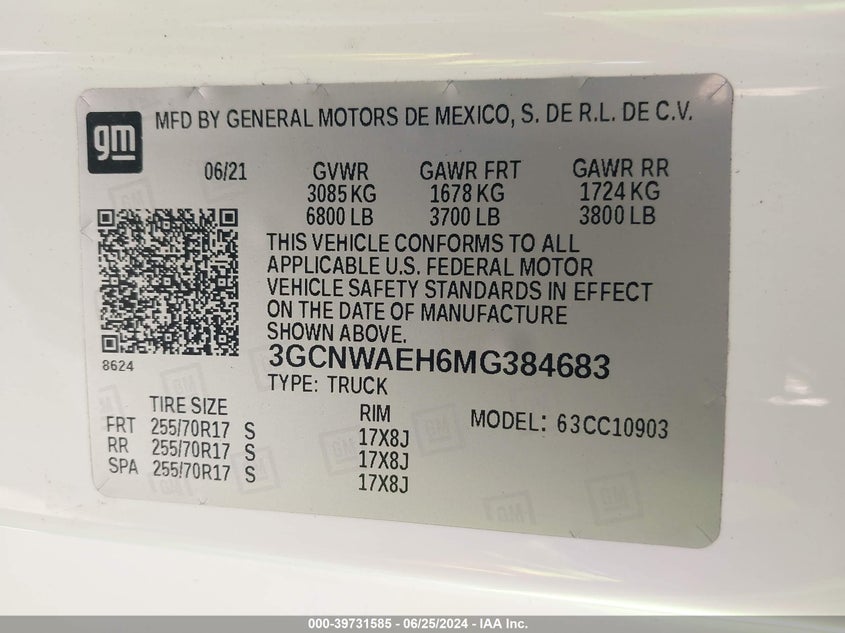 gm
MFD BY GENERAL MOTORS DE MEXICO, S. DE R.L. DE C.V.
06/21 GVWR GAWR FRT GAWR RR
3085 KG 1678 KG 1724 KG
6800 LB 3700 LB 3800 LB
THIS VEHICLE CONFORMS TO ALL
APPLICABLE U.S. FEDERAL MOTOR
VEHICLE SAFETY STANDARDS IN EFFECT
ON THE DATE OF MANUFACTURE
SHOWN ABOVE.
8624
3GCNWAEH6MG384683
TYPE: TRUCK
TIRE SIZE RIM MODEL: 63CC10903
FRT 255/70R17 S 17X8J
RR 255/70R17 S 17X8J
SPA 255/70R17 S 17X8J
000-39731585 - 06/25/2024 - IAA Inc.